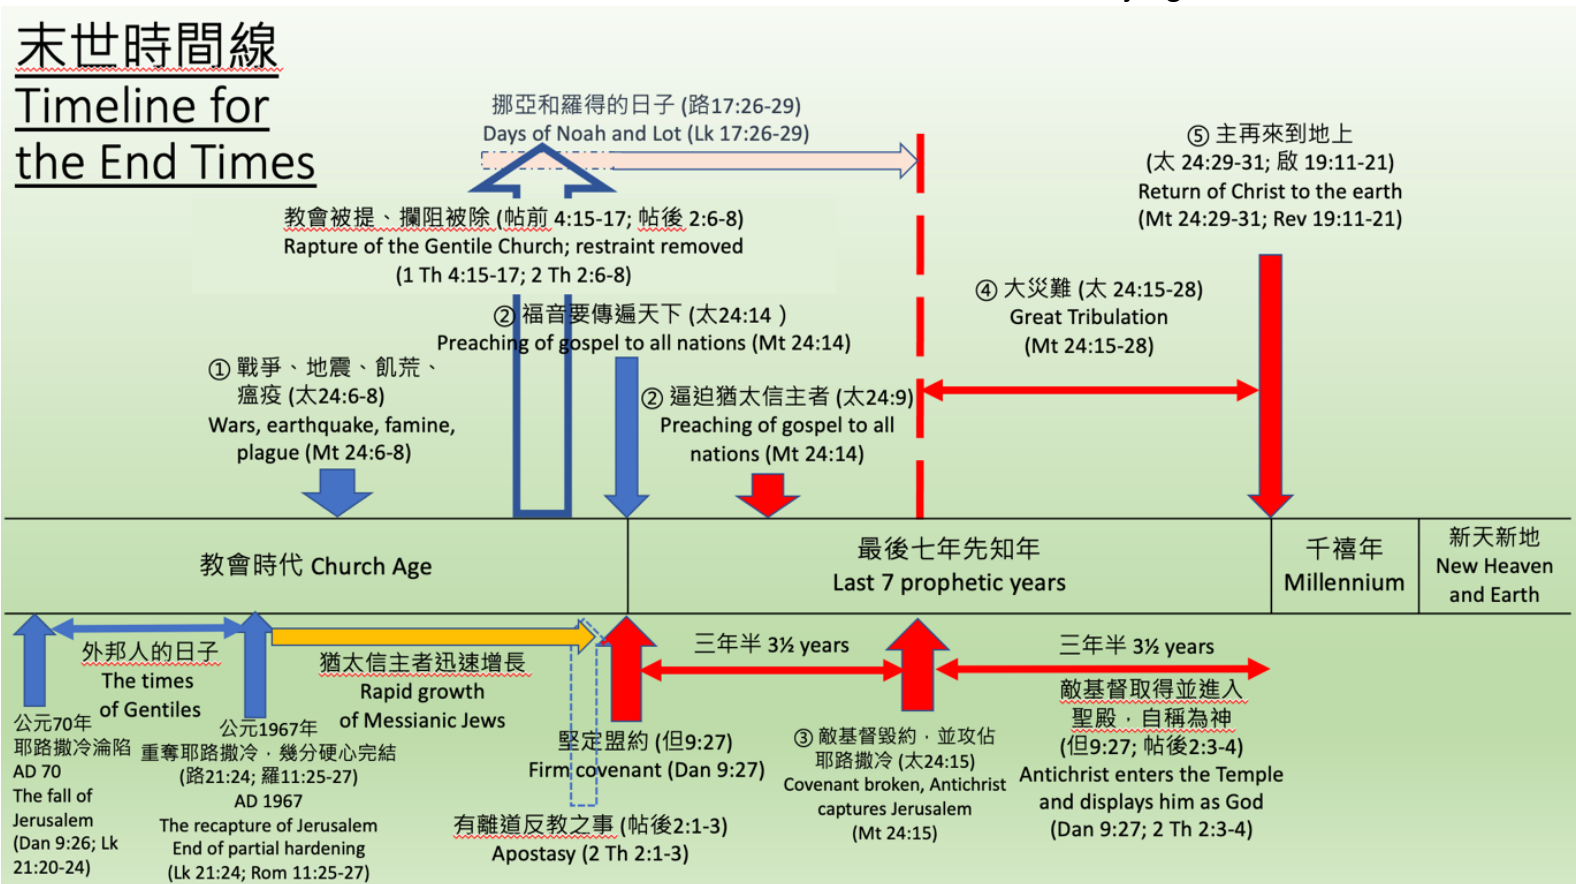 末世時間線
Timeline for
the End Times
挪亞和羅得的日子 (路17:26-29)
Days of Noah and Lot (Lk 17:26-29)
⑤ 主再來到地上
(太 24:29-31; 啟 19:11-21)
Return of Christ to the earth
(Mt 24:29-31; Rev 19:11-21)
教會被提、攔阻被除 (帖前 4:15-17; 帖後 2:6-8)
Rapture of the Gentile Church; restraint removed
(1 Th 4:15-17; 2 Th 2:6-8)
④ 大災難 (太 24:15-28)
Great Tribulation
(Mt 24:15-28)
② 福音要傳遍天下 (太24:14 )
Preaching of gospel to all nations (Mt 24:14)
① 戰爭、地震、飢荒、
瘟疫 (太24:6-8)
Wars, earthquake, famine,
plague (Mt 24:6-8)
② 逼迫猶太信主者 (太24:9)
Preaching of gospel to all
nations (Mt 24:14)
教會時代 Church Age
最後七年先知年
Last 7 prophetic years
千禧年
Millennium
新天新地
New Heaven
and Earth
外邦人的日子
The times
of Gentiles
猶太信主者迅速增長
Rapid growth
of Messianic Jews
三年半 3½ years
三年半 3½ years
公元70年
耶路撒冷淪陷
AD 70
The fall of
Jerusalem
(Dan 9:26; Lk
21:20-24)
公元1967年
重奪耶路撒冷，幾分硬心完結
(路21:24; 羅11:25-27)
AD 1967
The recapture of Jerusalem
End of partial hardening
(Lk 21:24; Rom 11:25-27)
堅定盟約 (但9:27)
Firm covenant (Dan 9:27)
有離道反教之事 (帖後2:1-3)
Apostasy (2 Th 2:1-3)
③ 敵基督毀約，並攻佔
耶路撒冷 (太24:15)
Covenant broken, Antichrist
captures Jerusalem
(Mt 24:15)
敵基督取得並進入
聖殿，自稱為神
(但9:27; 帖後2:3-4)
Antichrist enters the Temple
and displays him as God
(Dan 9:27; 2 Th 2:3-4)